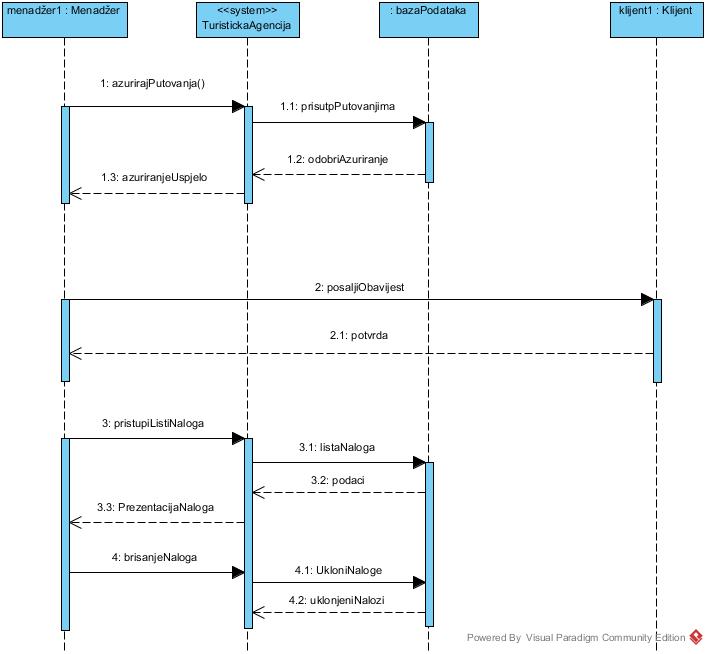 menadžer1 : Menadžer
<<system>>
TuristickaAgencija
: bazaPodataka
klijent1 : Klijent
1: azurirajPutovanja()
1.1: prisutpPutovanjima
1.2: odobriAzuriranje
1.3: azuriranjeUspjelo
2: posaljiObavijest
2.1: potvrda
3: pristupiListiNaloga
3.1: listaNaloga
3.2: podaci
3.3: PrezentacijaNaloga
4: brisanjeNaloga
4.1: UkloniNaloge
4.2: uklonjeniNalozi
Powered By Visual Paradigm Community Edition